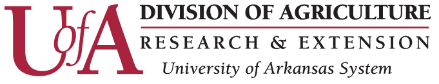 UofA
DIVISION OF AGRICULTURE
RESEARCH & EXTENSION
University of Arkansas System